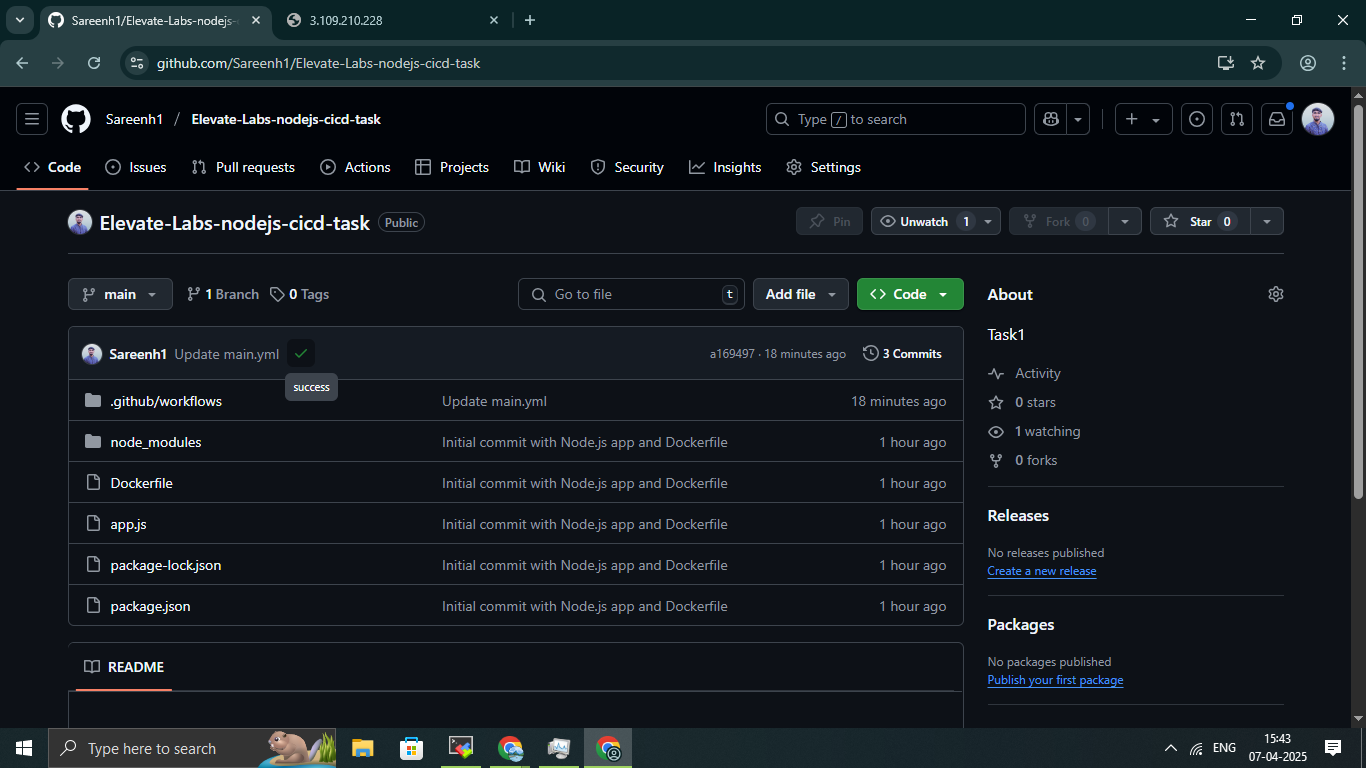 Sareenh1/Elevate-Labs-nodejs-
3.109.210.228
github.com/Sareenh1/Elevate-Labs-nodejs-cicd-task
Sareenh1 / Elevate-Labs-nodejs-cicd-task
Type / to search
Code Issues Pull requests Actions Projects Wiki Security Insights Settings
Elevate-Labs-nodejs-cicd-task Public
Pin Unwatch 1 Fork 0 Star 0
main 1 Branch 0 Tags
Go to file t Add file Code
Sareenh1 Update main.yml a169497 · 18 minutes ago 3 Commits
success
.github/workflows Update main.yml 18 minutes ago
node_modules Initial commit with Node.js app and Dockerfile 1 hour ago
Dockerfile Initial commit with Node.js app and Dockerfile 1 hour ago
app.js Initial commit with Node.js app and Dockerfile 1 hour ago
package-lock.json Initial commit with Node.js app and Dockerfile 1 hour ago
package.json Initial commit with Node.js app and Dockerfile 1 hour ago
README
About
Task1
Activity
0 stars
1 watching
0 forks
Releases
No releases published
Create a new release
Packages
No packages published
Publish your first package
Type here to search
ENG
15:43
07-04-2025